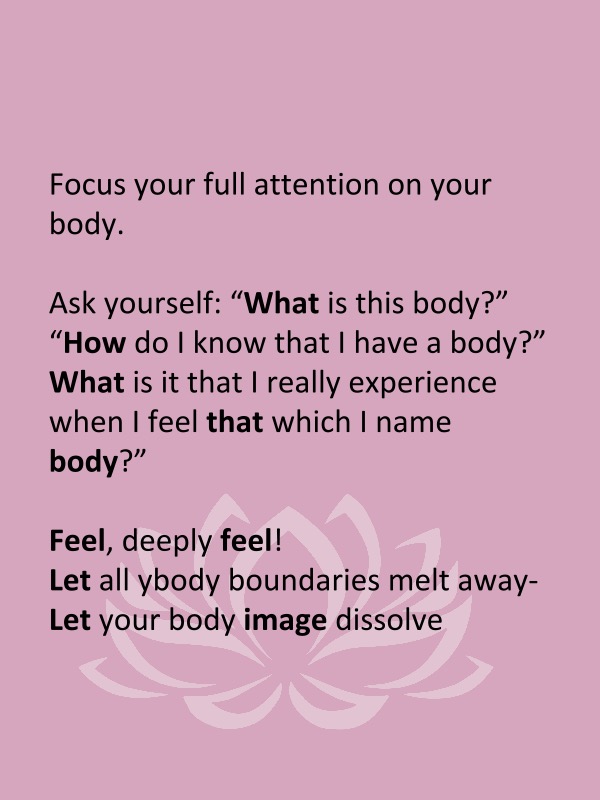 Focus your full attention on your
body.
Ask yourself: “What is this body?”
“How do I know that I have a body?”
What is it that I really experience
when I feel that which I name
body?”
Feel, deeply feel!
Let all ybody boundaries melt away-
Let your body image dissolve